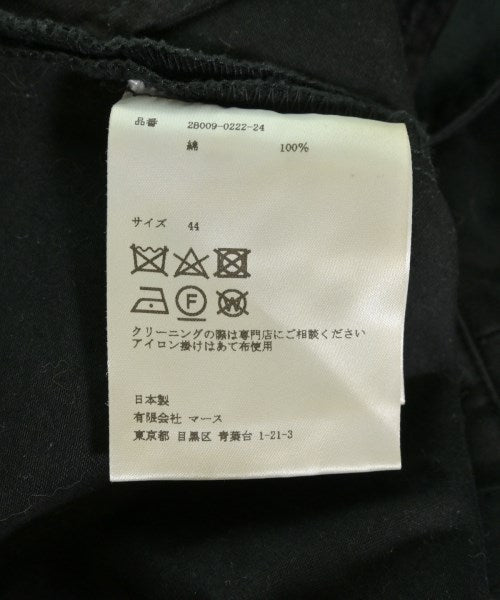 品番 2B009-0222-24
綿 100%
サイズ 44
F W
クリーニングの際は専門店にご相談ください
アイロン掛けはあて布使用
日本製
有限会社 マース
東京都 目黒区 青葉台 1-21-3